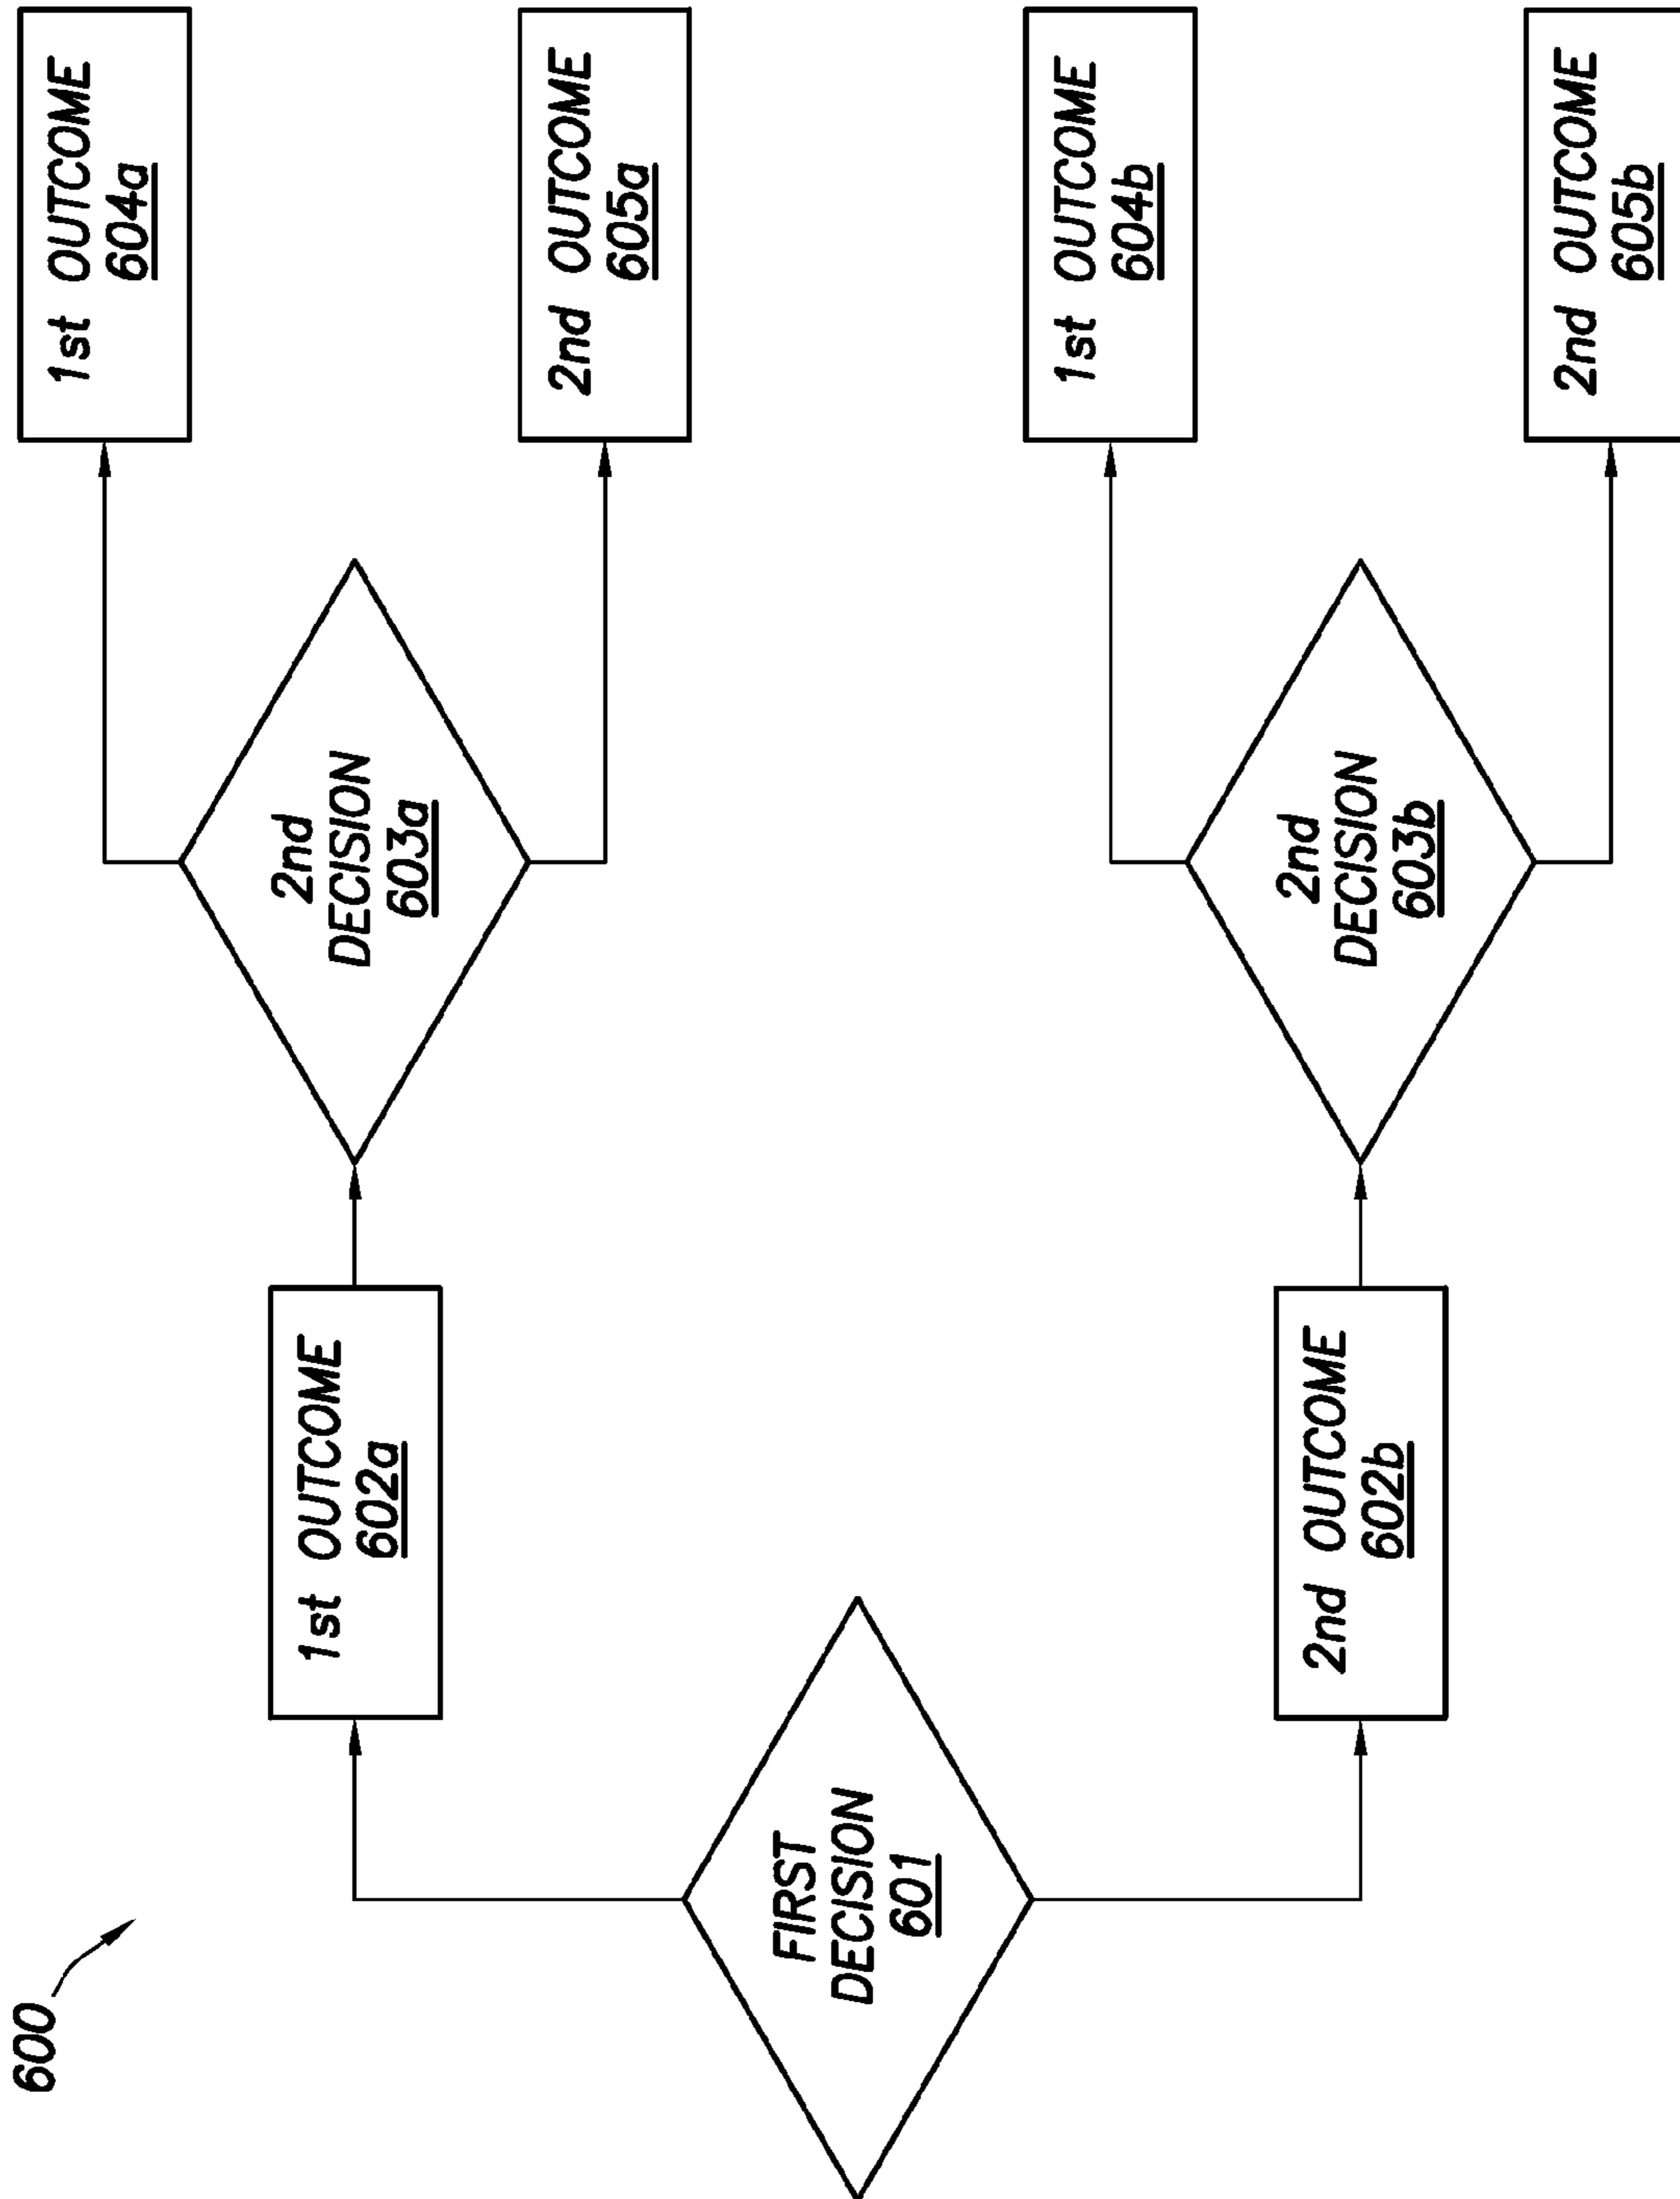 600
FIRST
DECISION
601
1st OUTCOME
602a
2nd OUTCOME
602b
2nd
DECISION
603a
2nd
DECISION
603b
1st OUTCOME
604a
2nd OUTCOME
605a
1st OUTCOME
604b
2nd OUTCOME
605b